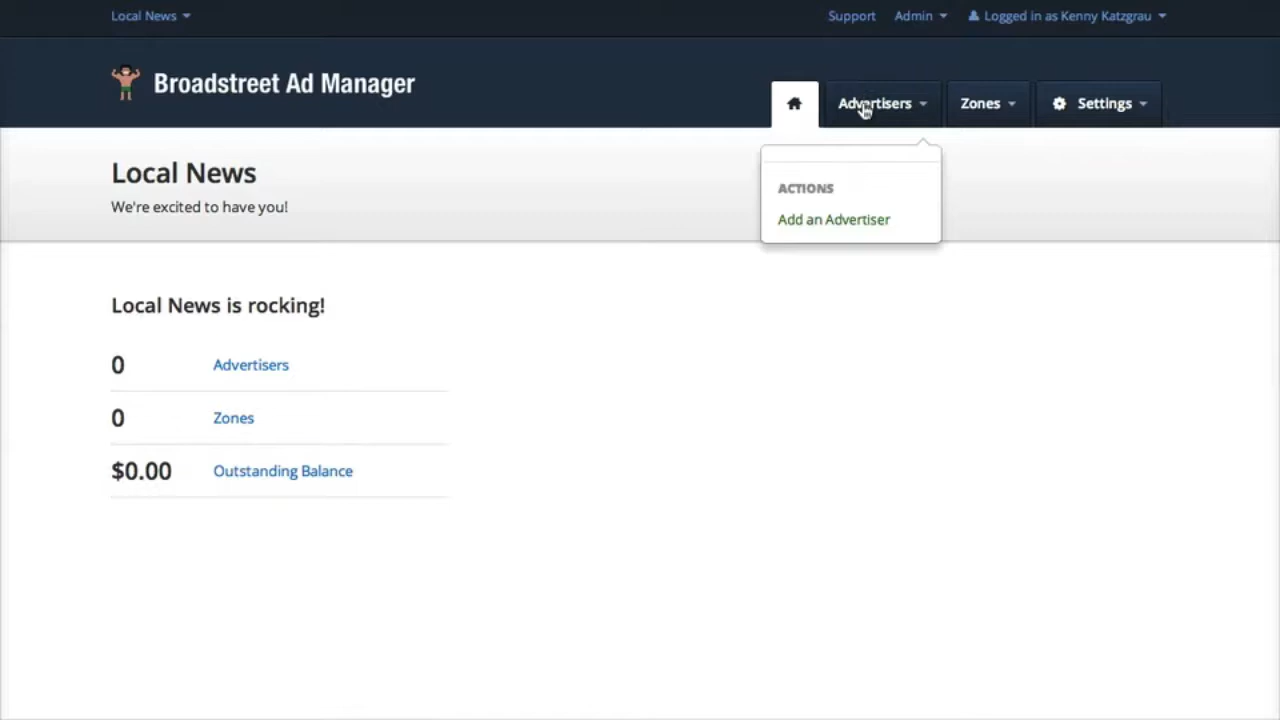 Local News
Support
Admin
Logged in as Kenny Katzgrau
Broadstreet Ad Manager
Advertisers
Zones
Settings
Local News
We're excited to have you!
ACTIONS
Add an Advertiser
Local News is rocking!
0 Advertisers
0 Zones
$0.00 Outstanding Balance